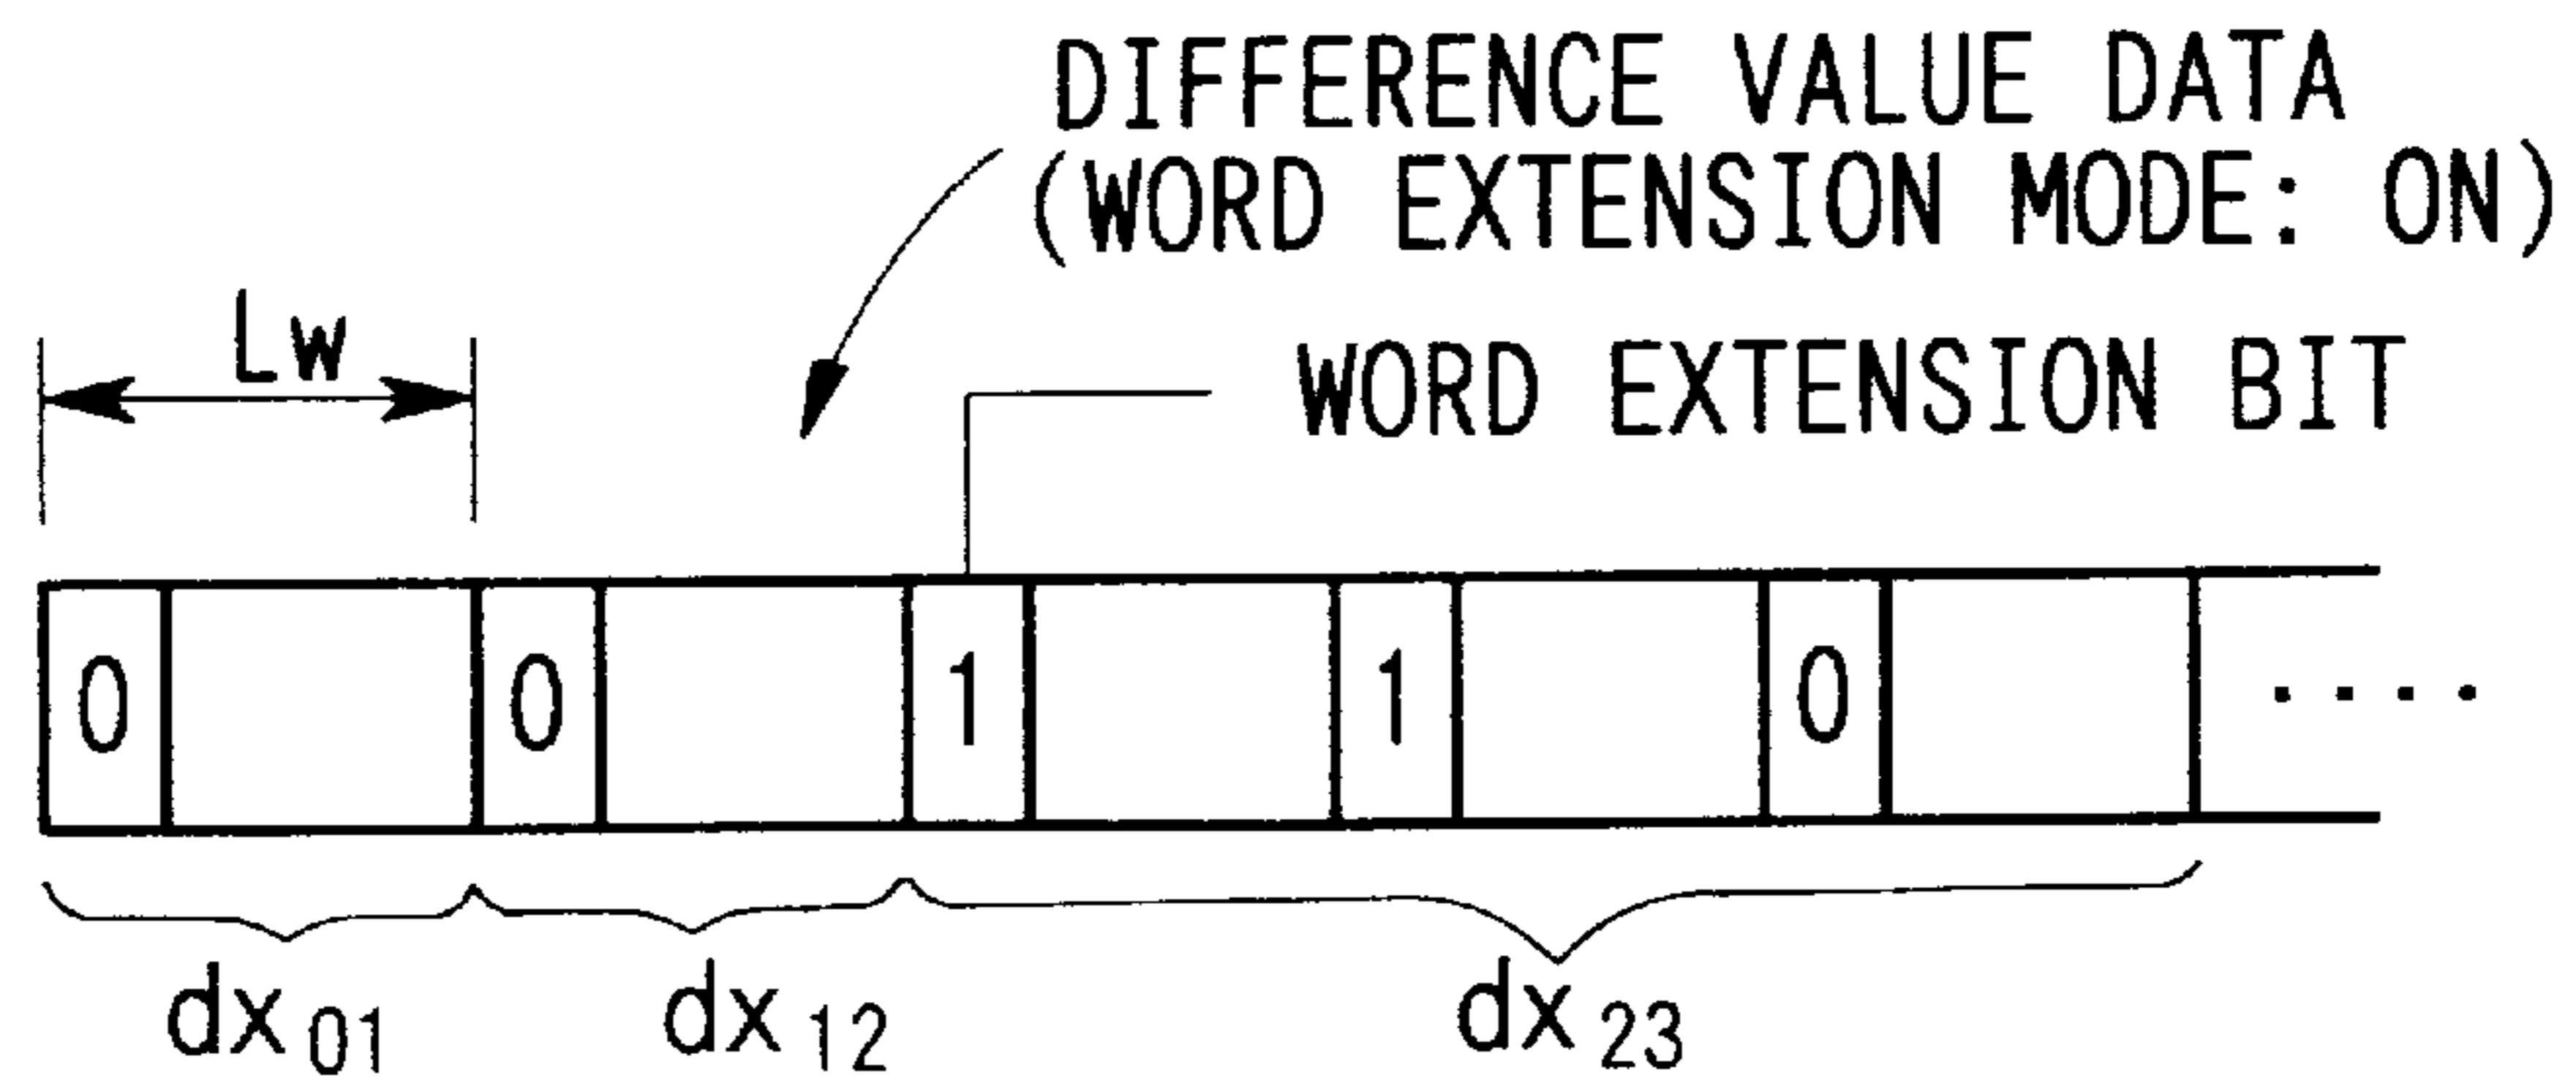 DIFFERENCE VALUE DATA
(WORD EXTENSION MODE: ON)
Lw
WORD EXTENSION BIT
0 0 1 1 0 ····
dx01 dx12 dx23